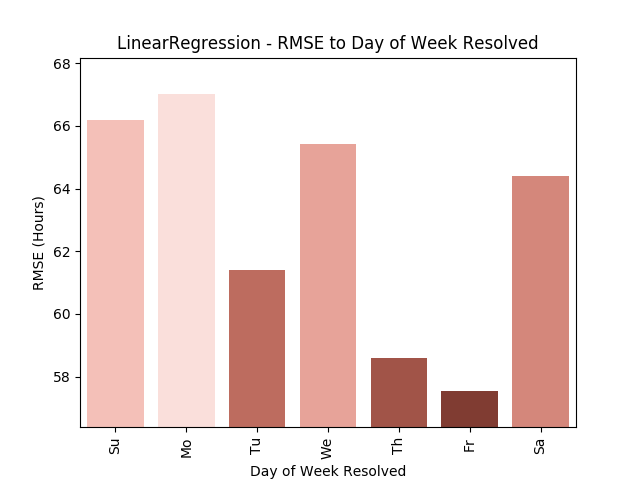 LinearRegression - RMSE to Day of Week Resolved
RMSE (Hours)
68
66
64
62
60
58
Su
Mo
Tu
We
Th
Fr
Sa
Day of Week Resolved